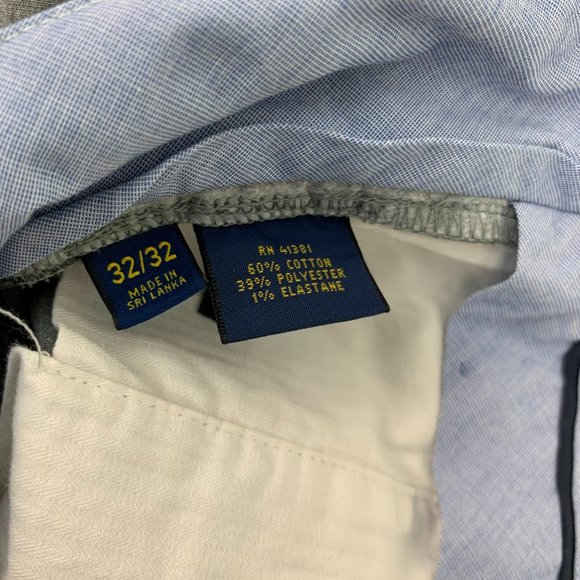 32/32
MADE IN
SRI LANKA
RN 41381
60% COTTON
39% POLYESTER
1% ELASTANE